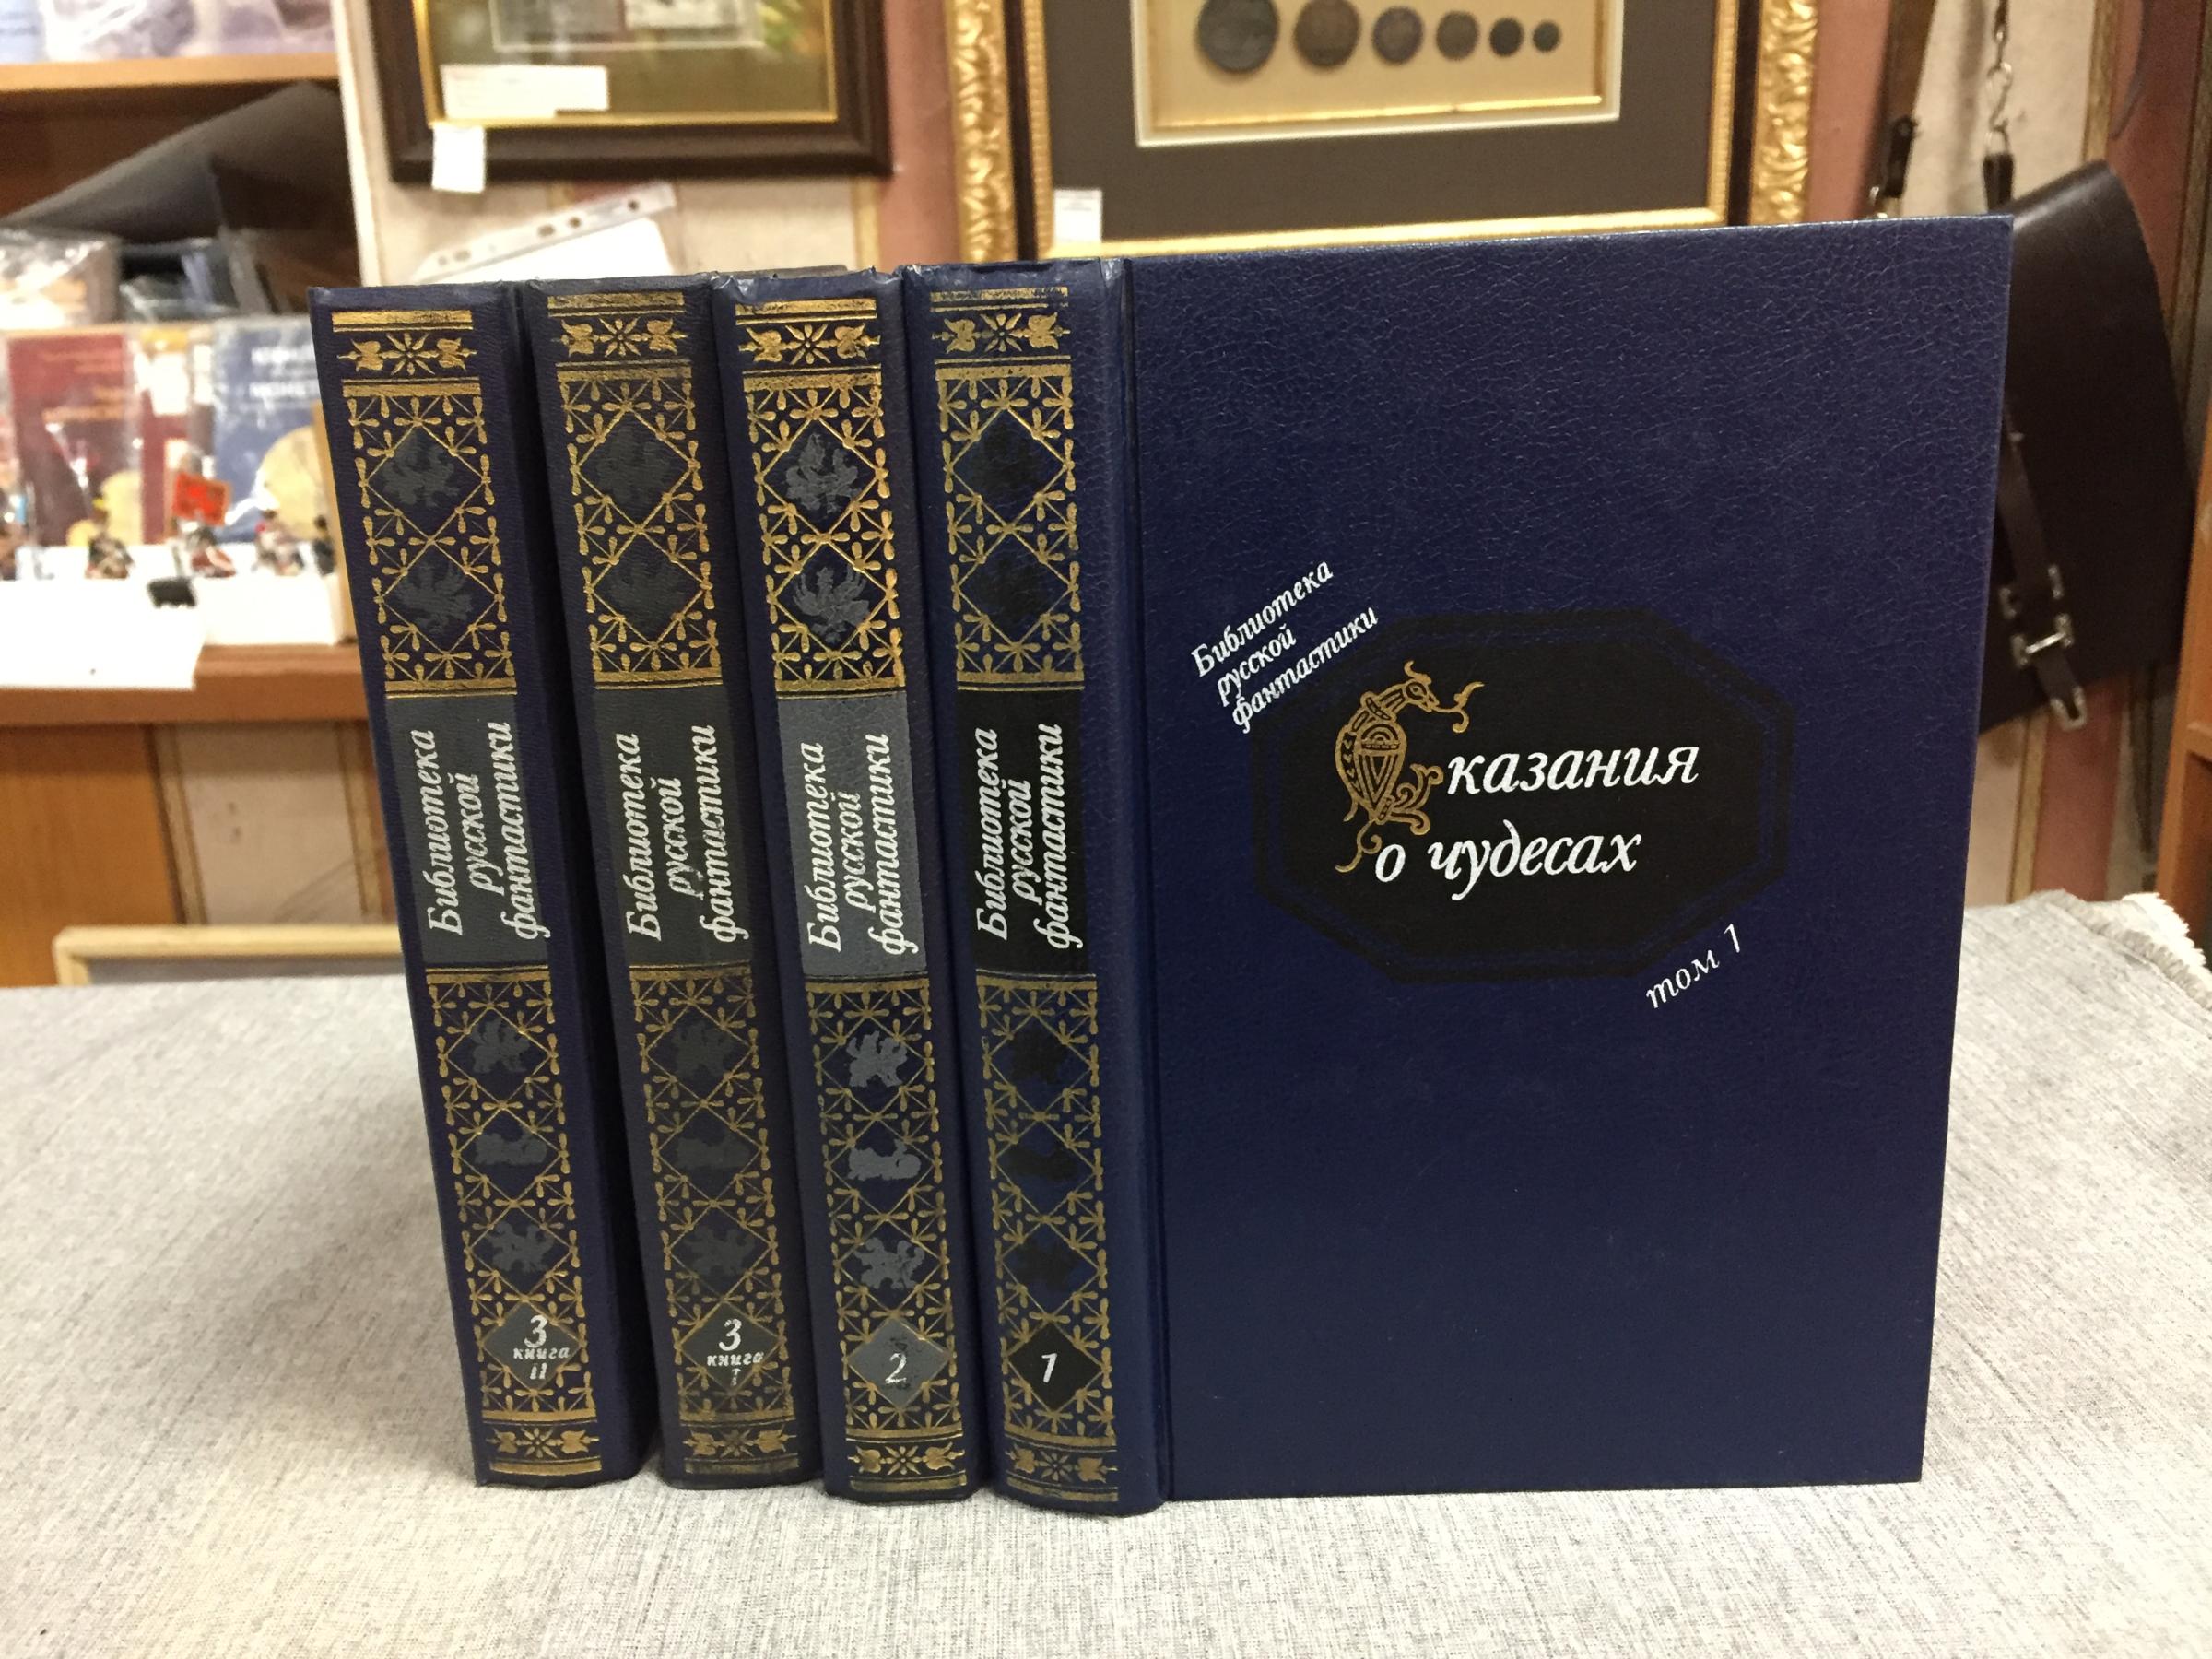 Библиотека
русской
фантастики
3
книга
II
Библиотека
русской
фантастики
3
книга
I
Библиотека
русской
фантастики
2
Библиотека
русской
фантастики
1
Библиотека
русской
фантастики
Сказания
о чудесах
том 1